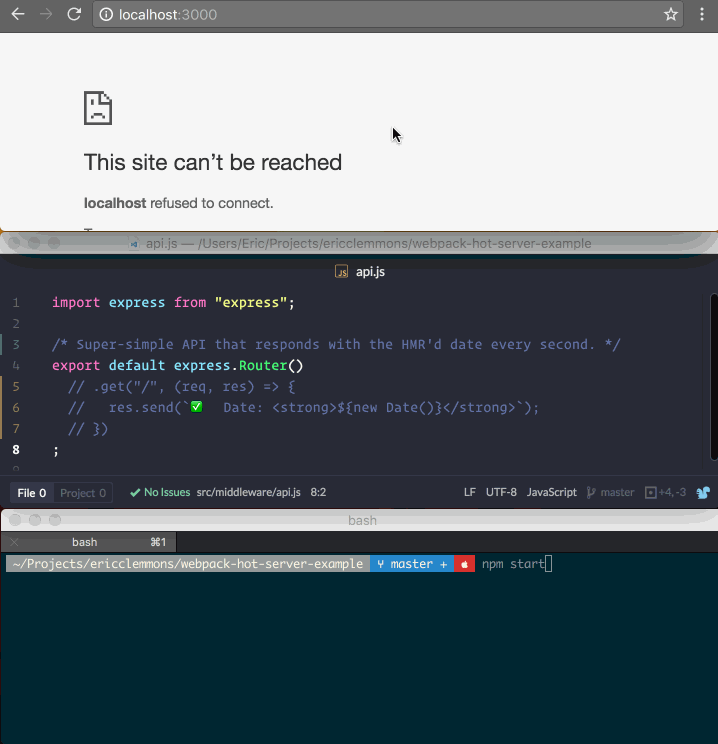 localhost:3000
This site can’t be reached
localhost refused to connect.
api.js — /Users/Eric/Projects/ericclemmons/webpack-hot-server-example
JS api.js
1 import express from "express";
2
3 /* Super-simple API that responds with the HMR'd date every second. */
4 export default express.Router()
5 // .get("/", (req, res) => {
6 // res.send(`✅ Date: <strong>${new Date()}</strong>`);
7 // })
8 ;
File 0 Project 0 No Issues src/middleware/api.js 8:2 LF UTF-8 JavaScript master +4, -3
bash
bash ⌘1
~/Projects/ericclemmons/webpack-hot-server-example master + npm start